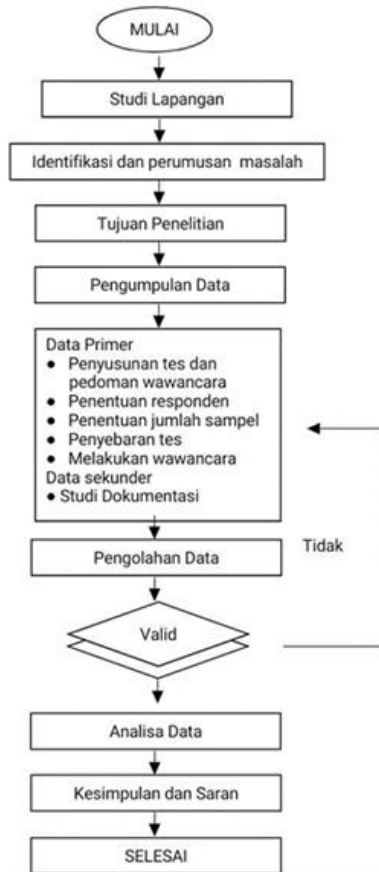 MULAI
Studi Lapangan
Identifikasi dan perumusan masalah
Tujuan Penelitian
Pengumpulan Data
Data Primer
● Penyusunan tes dan
pedoman wawancara
● Penentuan responden
● Penentuan jumlah sampel
● Penyebaran tes
● Melakukan wawancara
Data sekunder
● Studi Dokumentasi
Pengolahan Data
Tidak
Valid
Analisa Data
Kesimpulan dan Saran
SELESAI